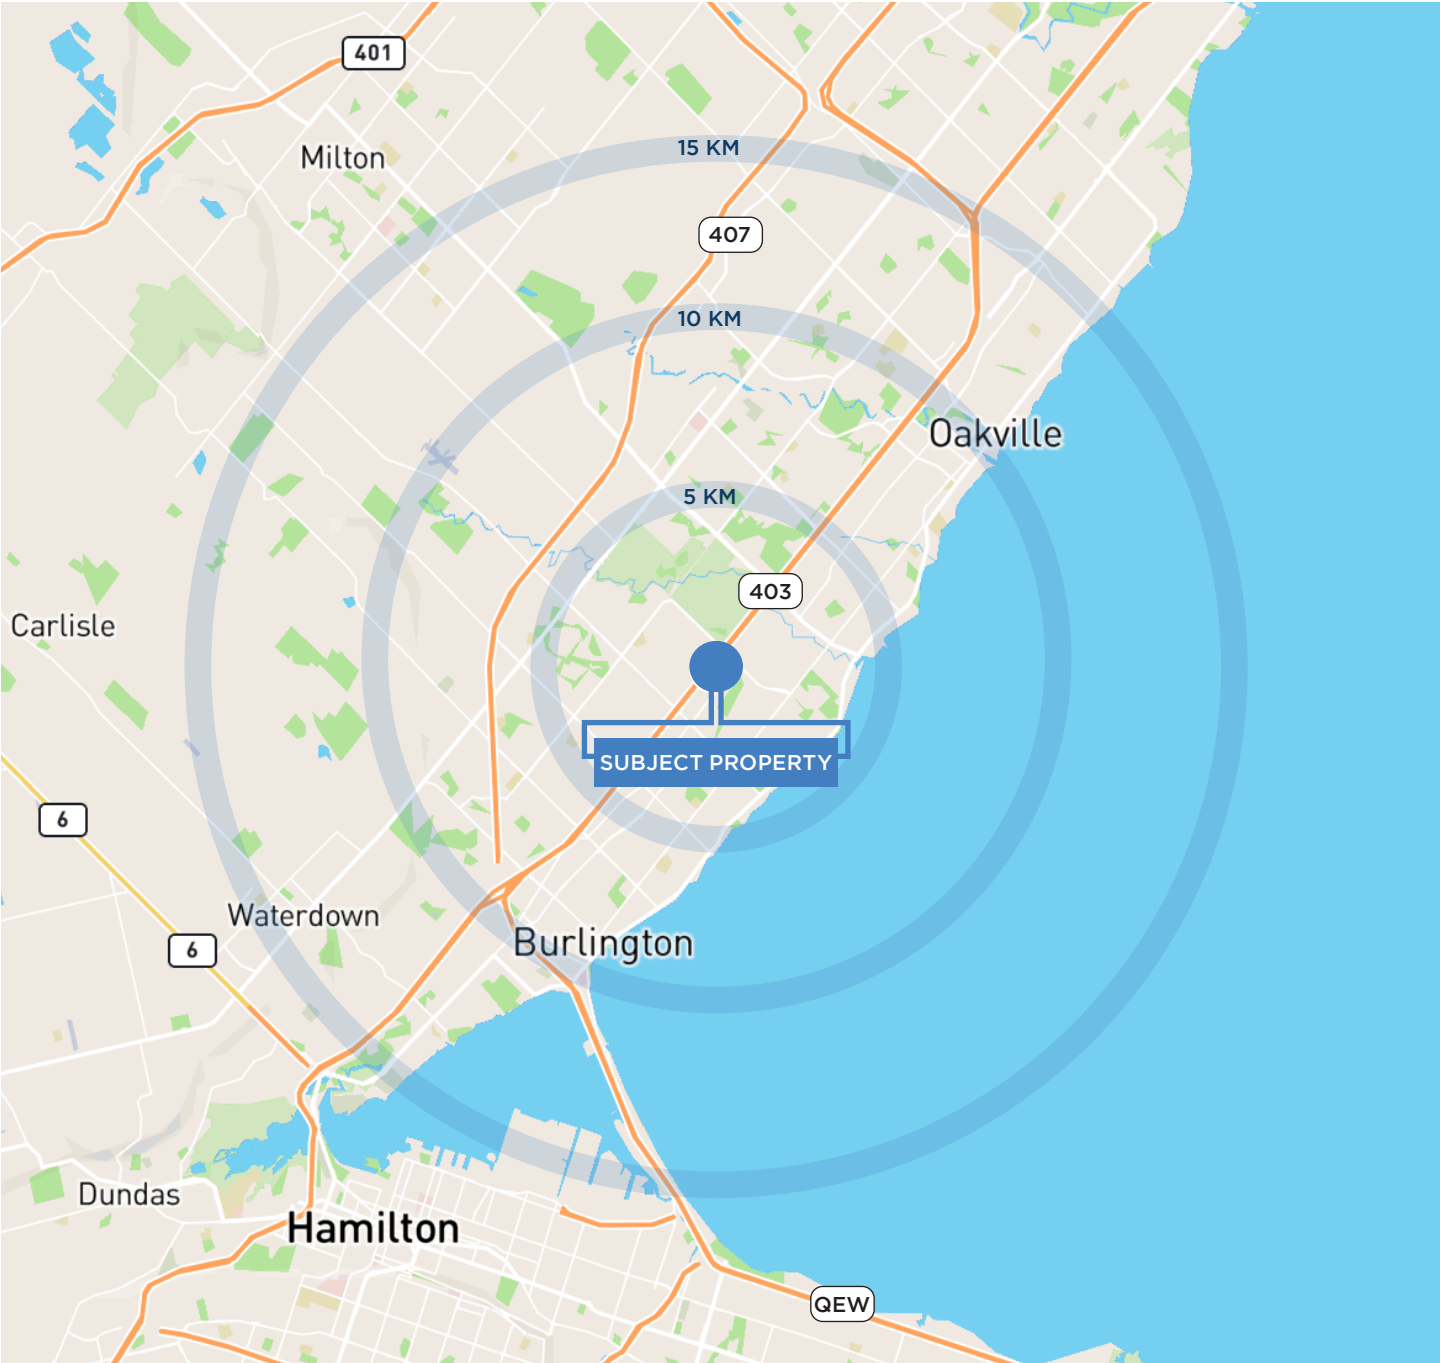 401
15 KM
Milton
407
10 KM
Oakville
5 KM
403
Carlisle
SUBJECT PROPERTY
6
Waterdown
Burlington
6
Dundas
Hamilton
QEW